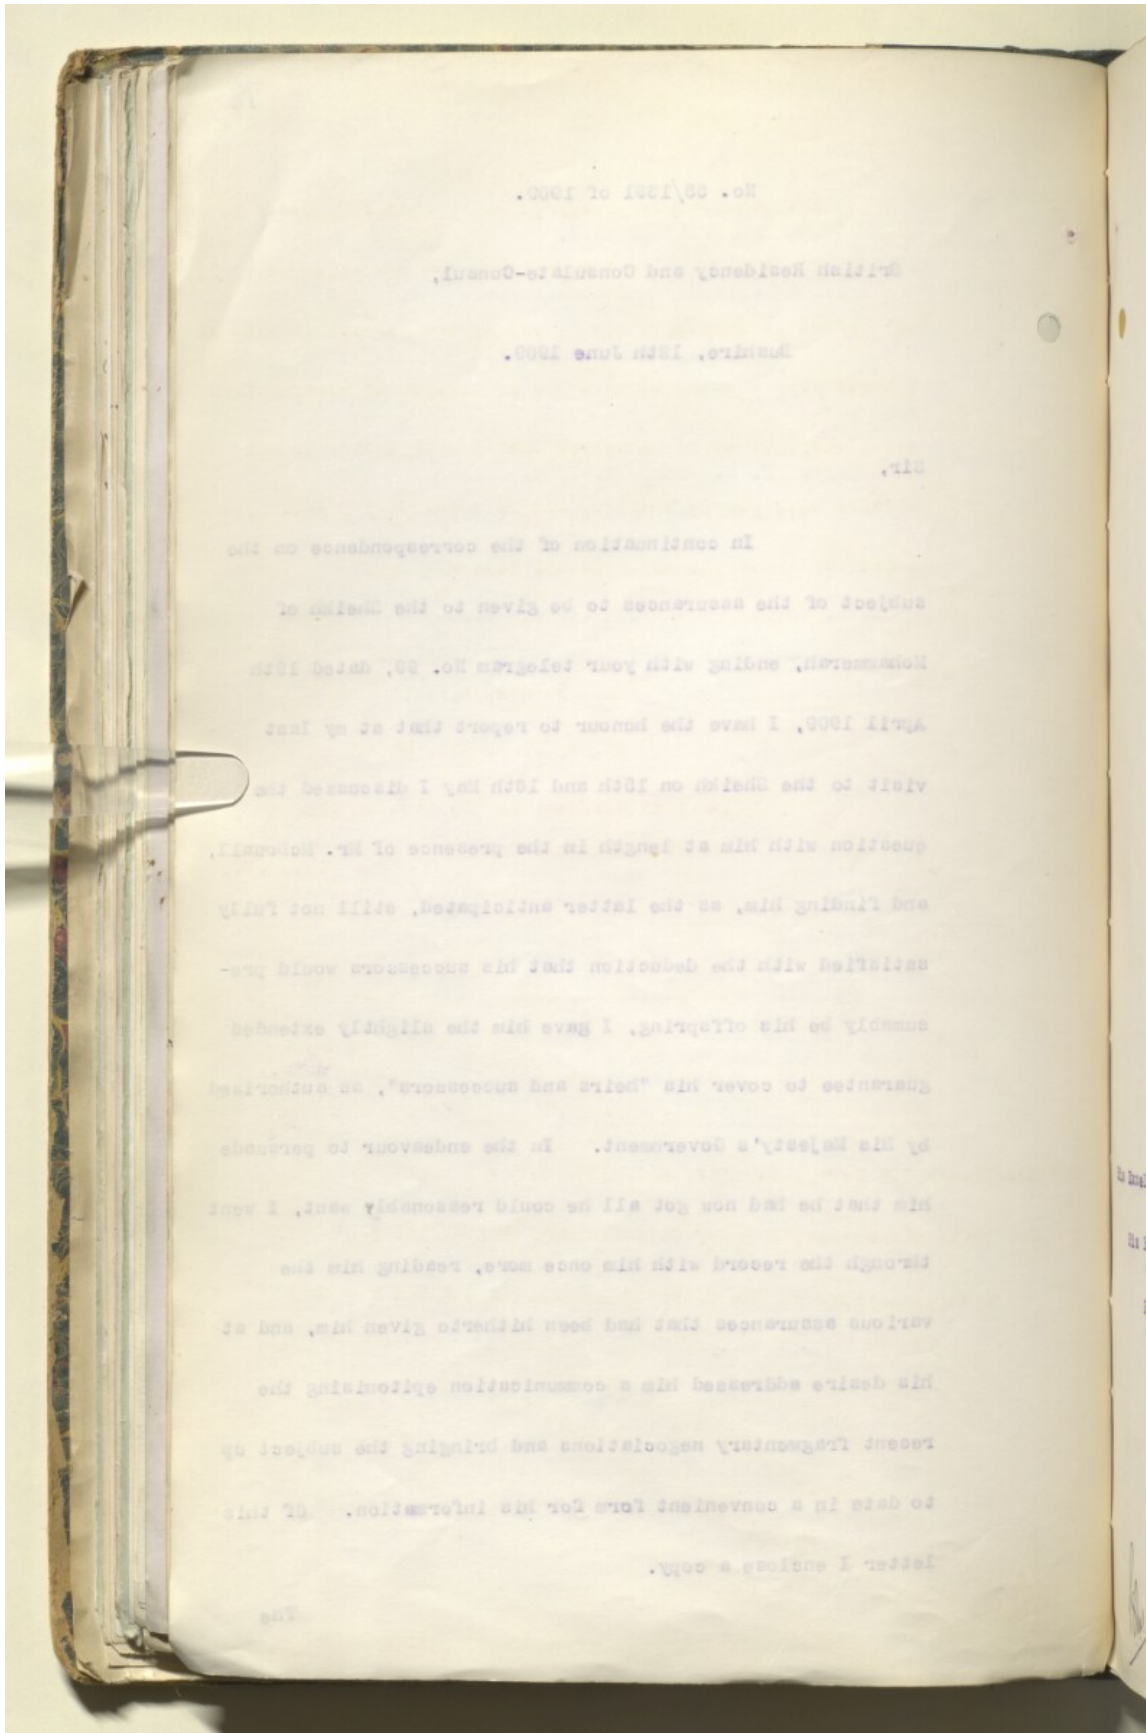 of 1909.
British Residency and Consulate-Consul,
Bushire, 12th June 1909.
Sir,
In continuation of the correspondence on the
subject of the assurances to be given to the Sheikh of
Mohammerah, ending with your telegram No. dated
April 1909, I have the honour to report that at my last
visit to the Sheikh on 15th and 16th May I discussed the
question with him at length in the presence of Mr. McDouall,
and finding him, as the latter anticipated, still not fully
satisfied with the deduction that his successors would pre-
sumably be his offspring, I gave him the slightly extended
guarantee to cover his "heirs and successors", as authorised
by His Majesty's Government. In the endeavour to persuade
him that he had now got all he could reasonably want, I went
through the record with him once more, reading him the
various assurances that had been hitherto given him, and at
his desire addressed him a communication epitomising the
recent fragmentary negociations and bringing the subject up
to date in a convenient form for his information. Of this
letter I enclose a copy.
The